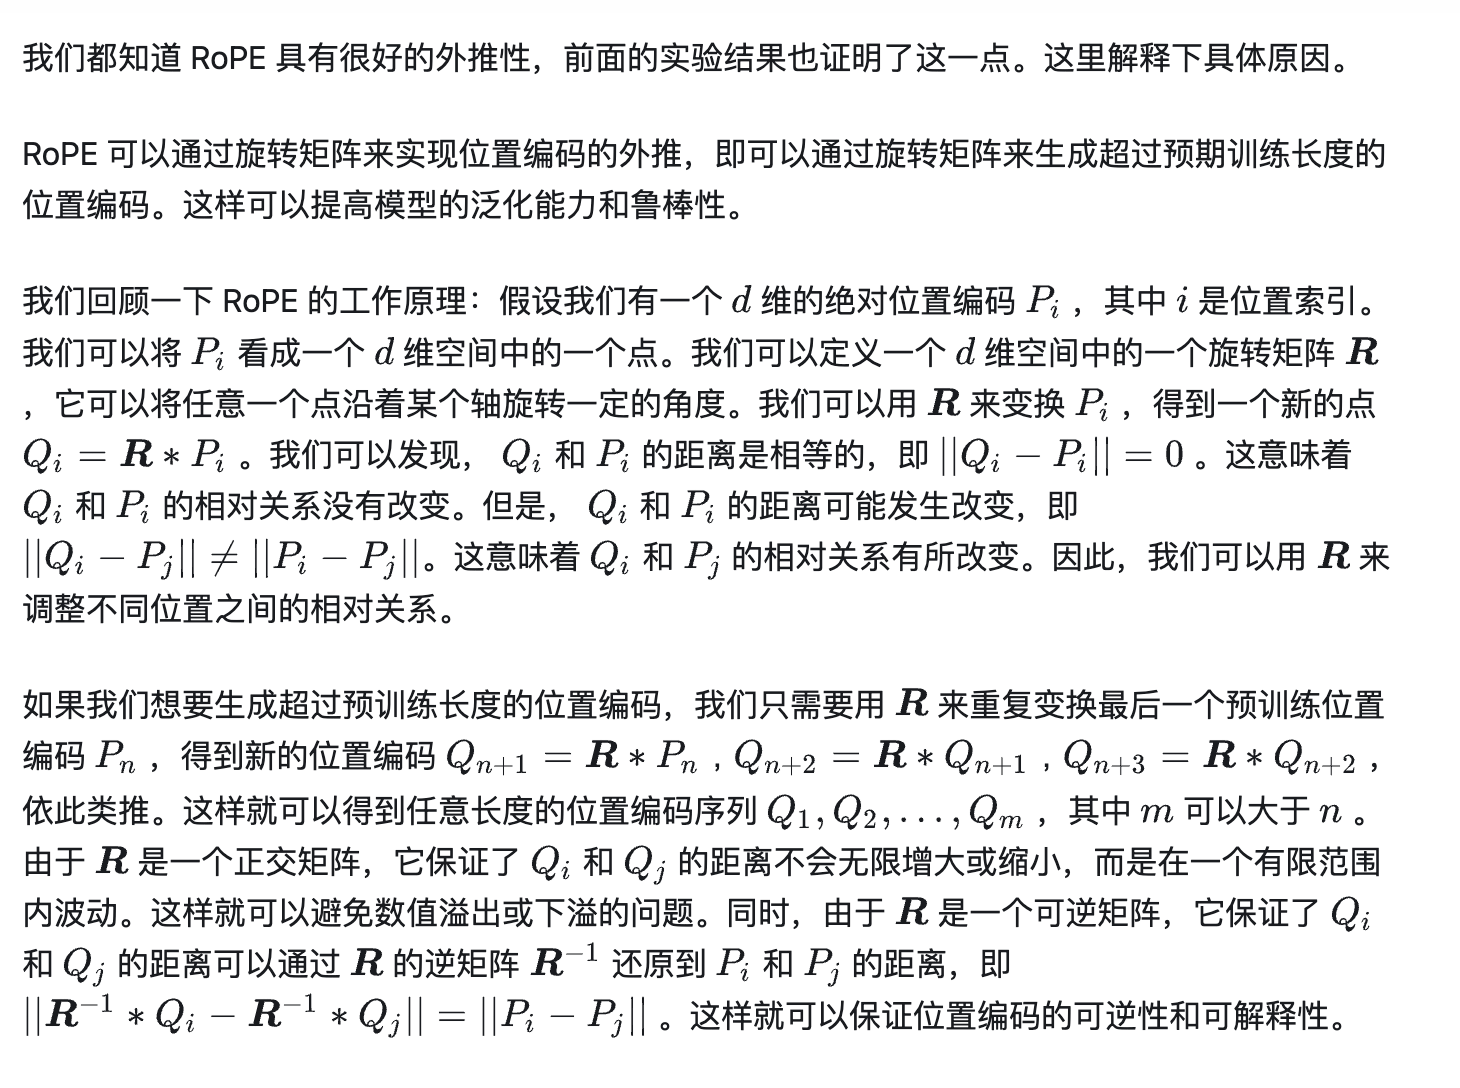 我们都知道 RoPE 具有很好的外推性，前面的实验结果也证明了这一点。这里解释下具体原因。
RoPE 可以通过旋转矩阵来实现位置编码的外推，即可以通过旋转矩阵来生成超过预期训练长度的
位置编码。这样可以提高模型的泛化能力和鲁棒性。
我们回顾一下 RoPE 的工作原理：假设我们有一个 d 维的绝对位置编码 P_i ，其中 i 是位置索引。
我们可以将 P_i 看成一个 d 维空间中的一个点。我们可以定义一个 d 维空间中的一个旋转矩阵 R
，它可以将任意一个点沿着某个轴旋转一定的角度。我们可以用 R 来变换 P_i ，得到一个新的点
Q_i = R * P_i 。我们可以发现， Q_i 和 P_i 的距离是相等的，即 ||Q_i − P_i|| = 0 。这意味着
Q_i 和 P_i 的相对关系没有改变。但是， Q_i 和 P_j 的距离可能发生改变，即
||Q_i − P_j|| ≠ ||P_i − P_j||。这意味着 Q_i 和 P_j 的相对关系有所改变。因此，我们可以用 R 来
调整不同位置之间的相对关系。
如果我们想要生成超过预训练长度的位置编码，我们只需要用 R 来重复变换最后一个预训练位置
编码 P_n ，得到新的位置编码 Q_{n+1} = R * P_n ，Q_{n+2} = R * Q_{n+1} ，Q_{n+3} = R * Q_{n+2} ，
依此类推。这样就可以得到任意长度的位置编码序列 Q_1, Q_2, . . . , Q_m ，其中 m 可以大于 n 。
由于 R 是一个正交矩阵，它保证了 Q_i 和 Q_j 的距离不会无限增大或缩小，而是在一个有限范围
内波动。这样就可以避免数值溢出或下溢的问题。同时，由于 R 是一个可逆矩阵，它保证了 Q_i
和 Q_j 的距离可以通过 R 的逆矩阵 R^{−1} 还原到 P_i 和 P_j 的距离，即
||R^{−1} * Q_i − R^{−1} * Q_j|| = ||P_i − P_j|| 。这样就可以保证位置编码的可逆性和可解释性。